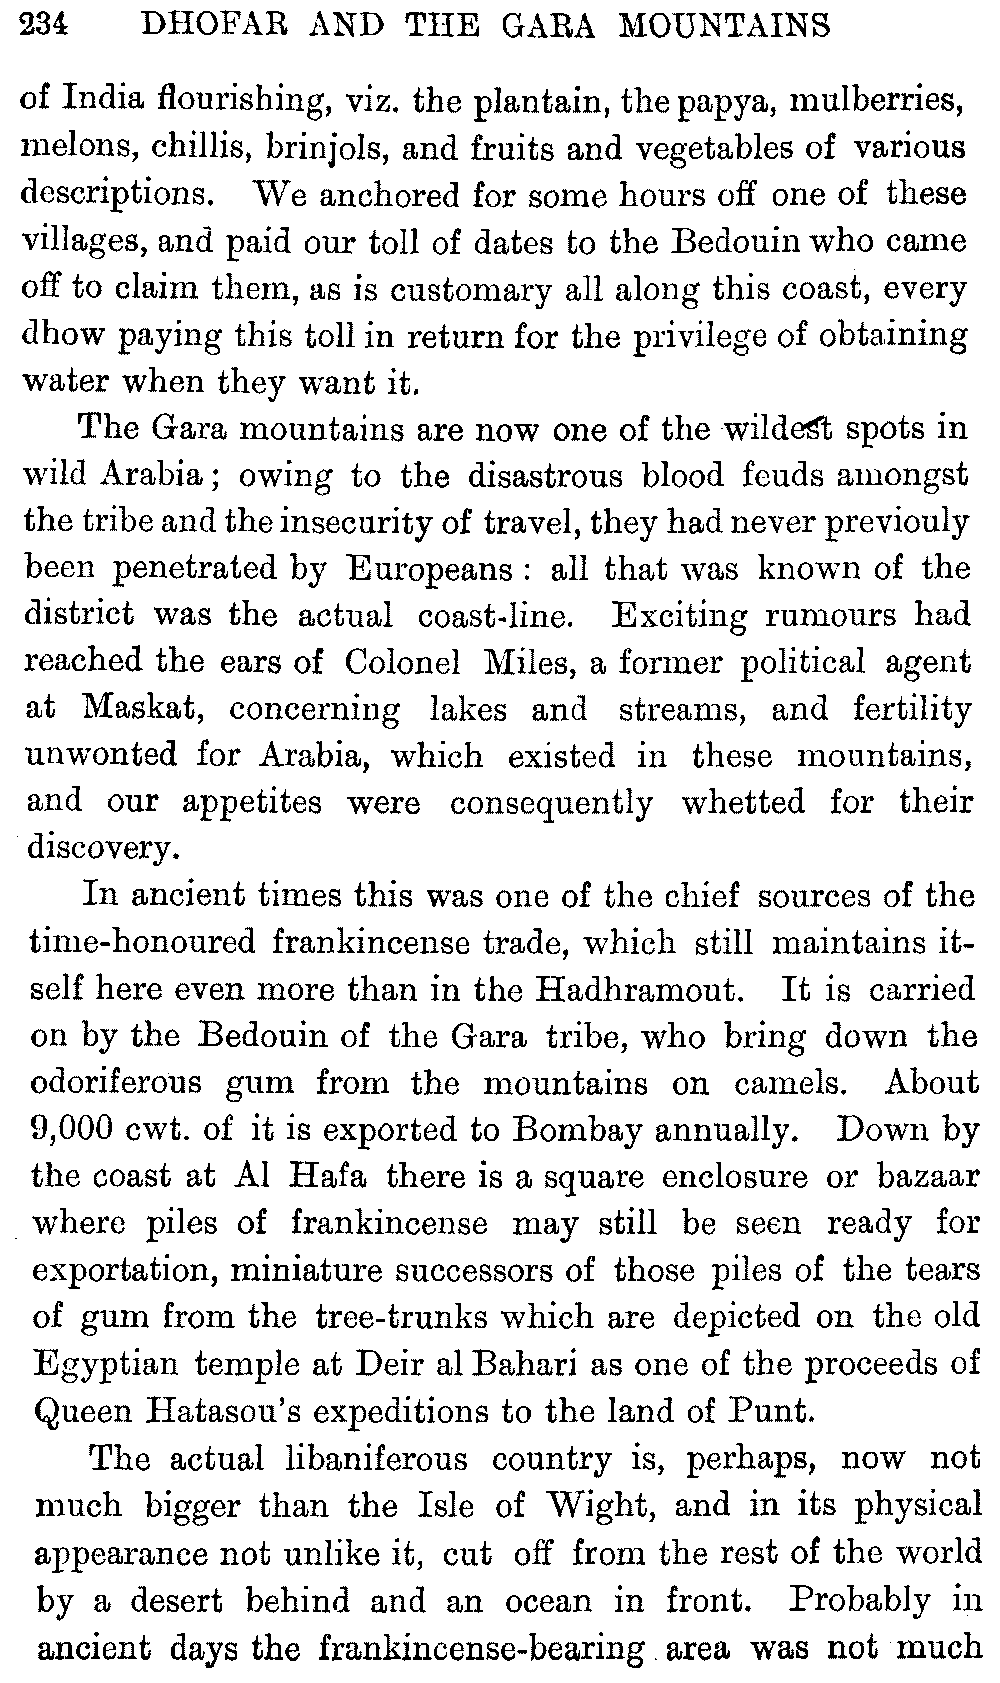 234 DHOFAR AND THE GARA MOUNTAINS
of India flourishing, viz. the plantain, the papya, mulberries,
melons, chillis, brinjols, and fruits and vegetables of various
descriptions. We anchored for some hours off one of these
villages, and paid our toll of dates to the Bedouin who came
off to claim them, as is customary all along this coast, every
dhow paying this toll in return for the privilege of obtaining
water when they want it.
The Gara mountains are now one of the wildest spots in
wild Arabia; owing to the disastrous blood feuds amongst
the tribe and the insecurity of travel, they had never previouly
been penetrated by Europeans : all that was known of the
district was the actual coast-line. Exciting rumours had
reached the ears of Colonel Miles, a former political agent
at Maskat, concerning lakes and streams, and fertility
unwonted for Arabia, which existed in these mountains,
and our appetites were consequently whetted for their
discovery.
In ancient times this was one of the chief sources of the
time-honoured frankincense trade, which still maintains it-
self here even more than in the Hadhramout. It is carried
on by the Bedouin of the Gara tribe, who bring down the
odoriferous gum from the mountains on camels. About
9,000 cwt. of it is exported to Bombay annually. Down by
the coast at Al Hafa there is a square enclosure or bazaar
where piles of frankincense may still be seen ready for
exportation, miniature successors of those piles of the tears
of gum from the tree-trunks which are depicted on the old
Egyptian temple at Deir al Bahari as one of the proceeds of
Queen Hatasou's expeditions to the land of Punt.
The actual libaniferous country is, perhaps, now not
much bigger than the Isle of Wight, and in its physical
appearance not unlike it, cut off from the rest of the world
by a desert behind and an ocean in front. Probably in
ancient days the frankincense-bearing area was not much